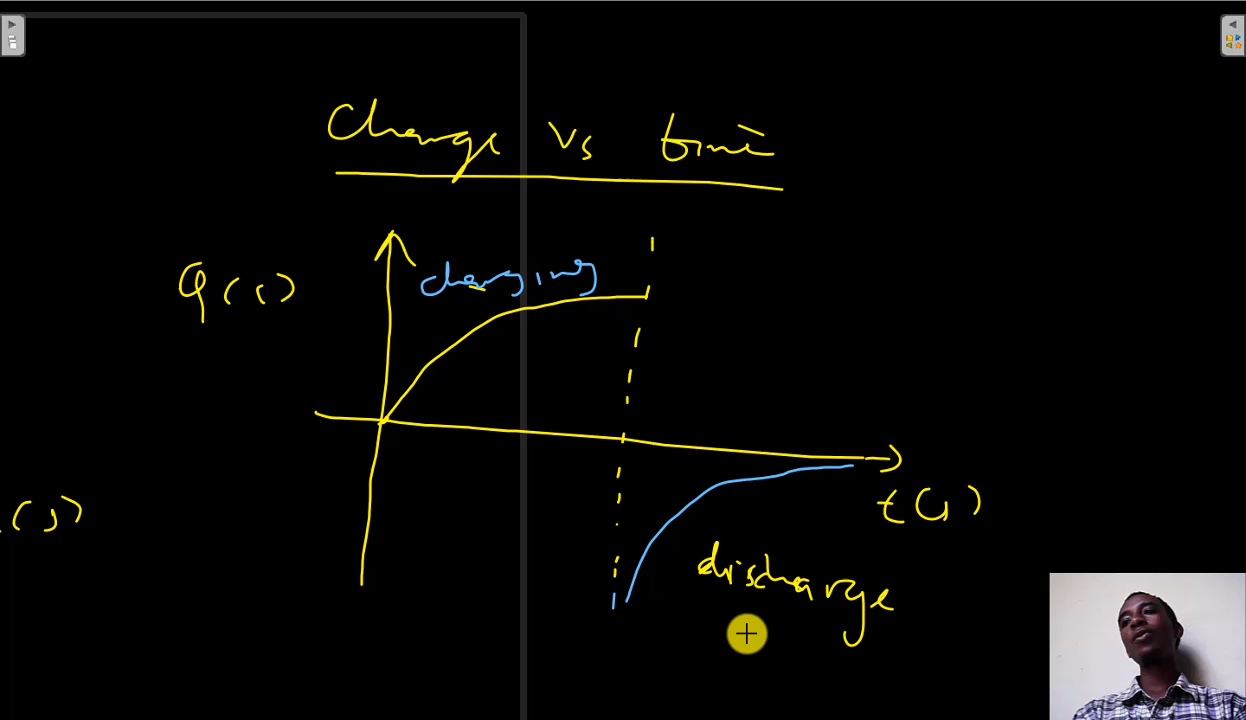 Charge vs time
Q(c)
charging
t(s)
(s)
discharge